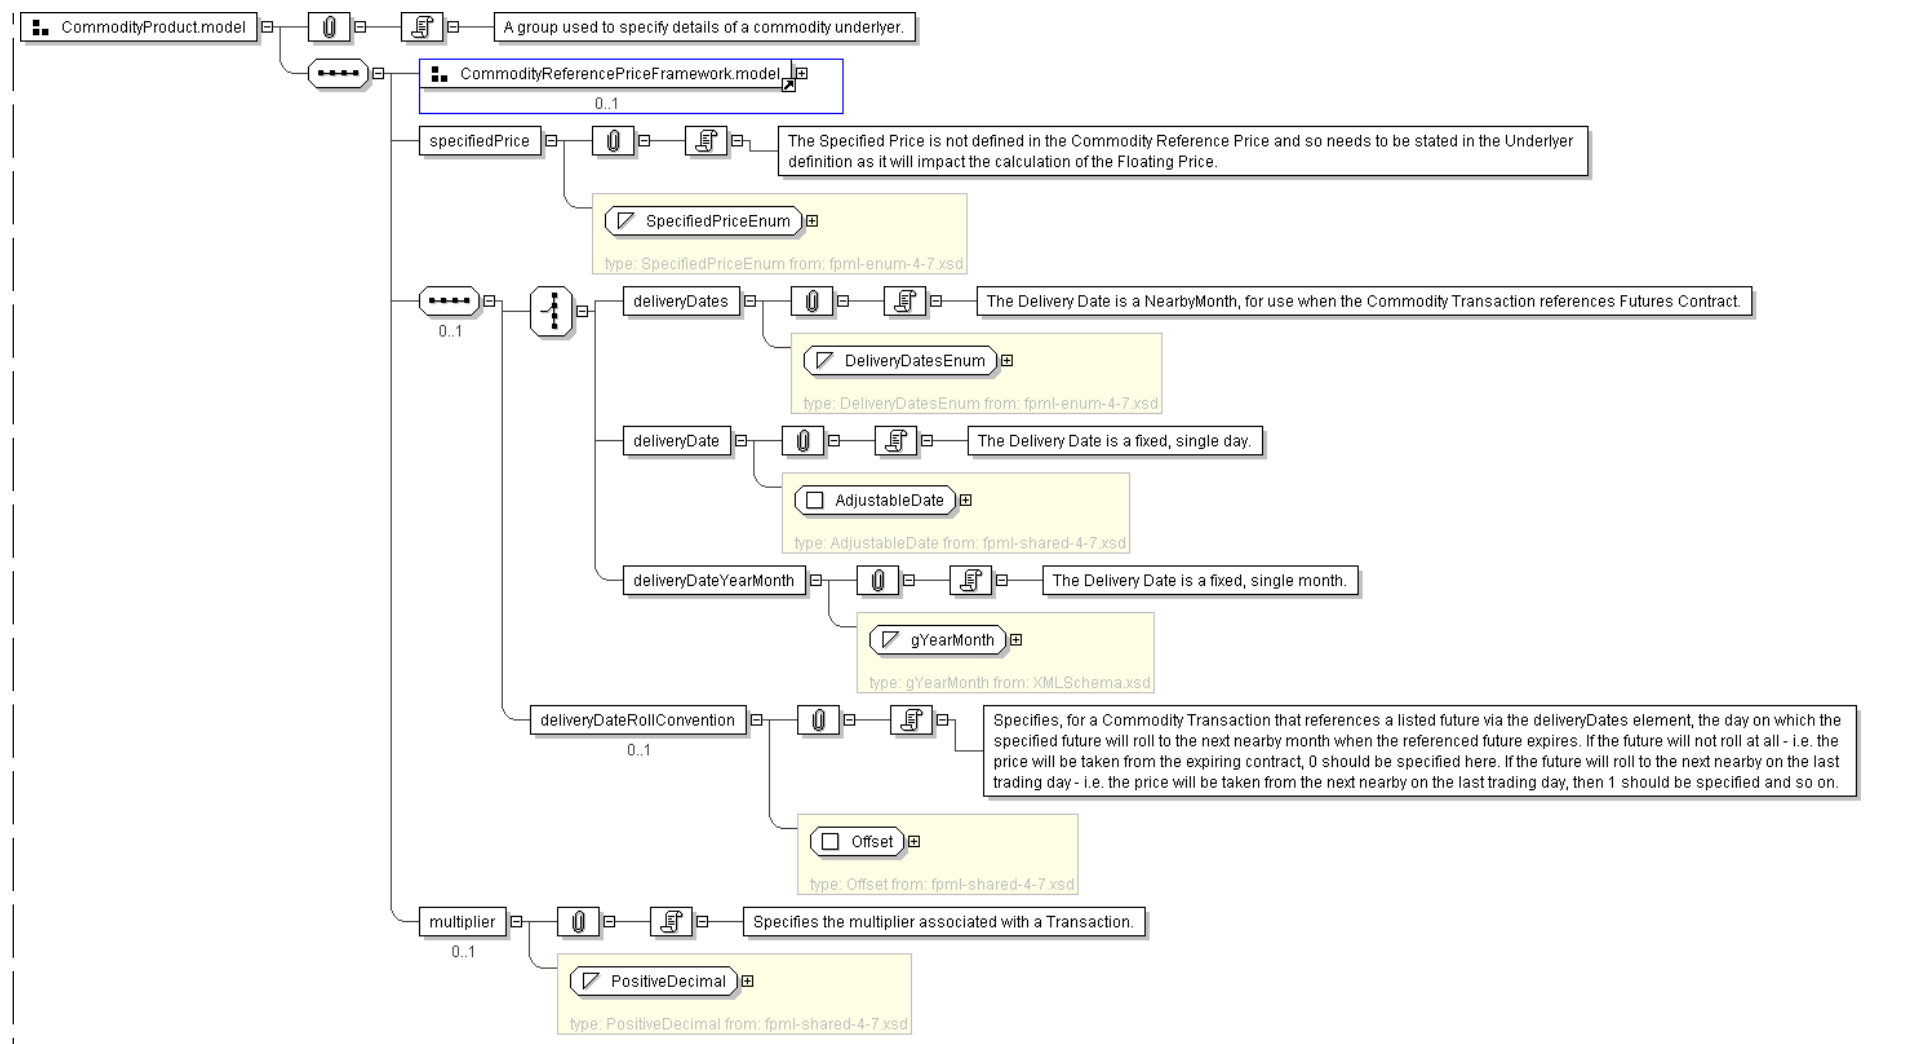 CommodityProduct.model
A group used to specify details of a commodity underlyer.
CommodityReferencePriceFramework.model
0..1
specifiedPrice
The Specified Price is not defined in the Commodity Reference Price and so needs to be stated in the Underlyer
definition as it will impact the calculation of the Floating Price.
SpecifiedPriceEnum
type: SpecifiedPriceEnum from: fpml-enum-4-7.xsd
0..1
deliveryDates
The Delivery Date is a NearbyMonth, for use when the Commodity Transaction references Futures Contract.
DeliveryDatesEnum
type: DeliveryDatesEnum from: fpml-enum-4-7.xsd
deliveryDate
The Delivery Date is a fixed, single day.
AdjustableDate
type: AdjustableDate from: fpml-shared-4-7.xsd
deliveryDateYearMonth
The Delivery Date is a fixed, single month.
gYearMonth
type: gYearMonth from: XMLSchema.xsd
deliveryDateRollConvention
0..1
Specifies, for a Commodity Transaction that references a listed future via the deliveryDates element, the day on which the
specified future will roll to the next nearby month when the referenced future expires. If the future will not roll at all - i.e. the
price will be taken from the expiring contract, 0 should be specified here. If the future will roll to the next nearby on the last
trading day - i.e. the price will be taken from the next nearby on the last trading day, then 1 should be specified and so on.
Offset
type: Offset from: fpml-shared-4-7.xsd
multiplier
0..1
Specifies the multiplier associated with a Transaction.
PositiveDecimal
type: PositiveDecimal from: fpml-shared-4-7.xsd